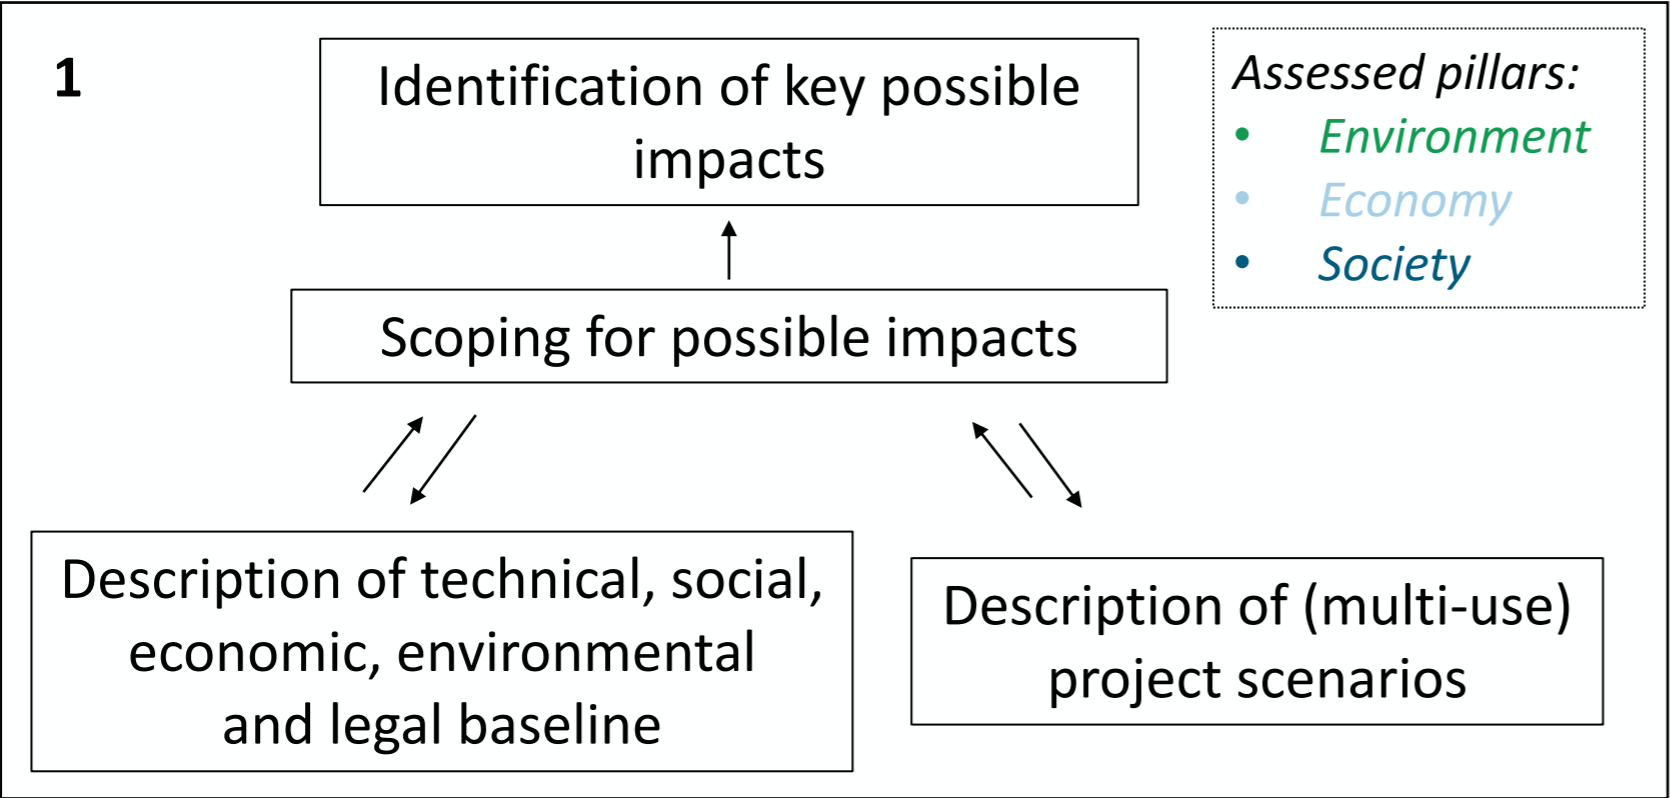 1
Identification of key possible
impacts
Assessed pillars:
• Environment
• Economy
• Society
Scoping for possible impacts
Description of technical, social,
economic, environmental
and legal baseline
Description of (multi-use)
project scenarios